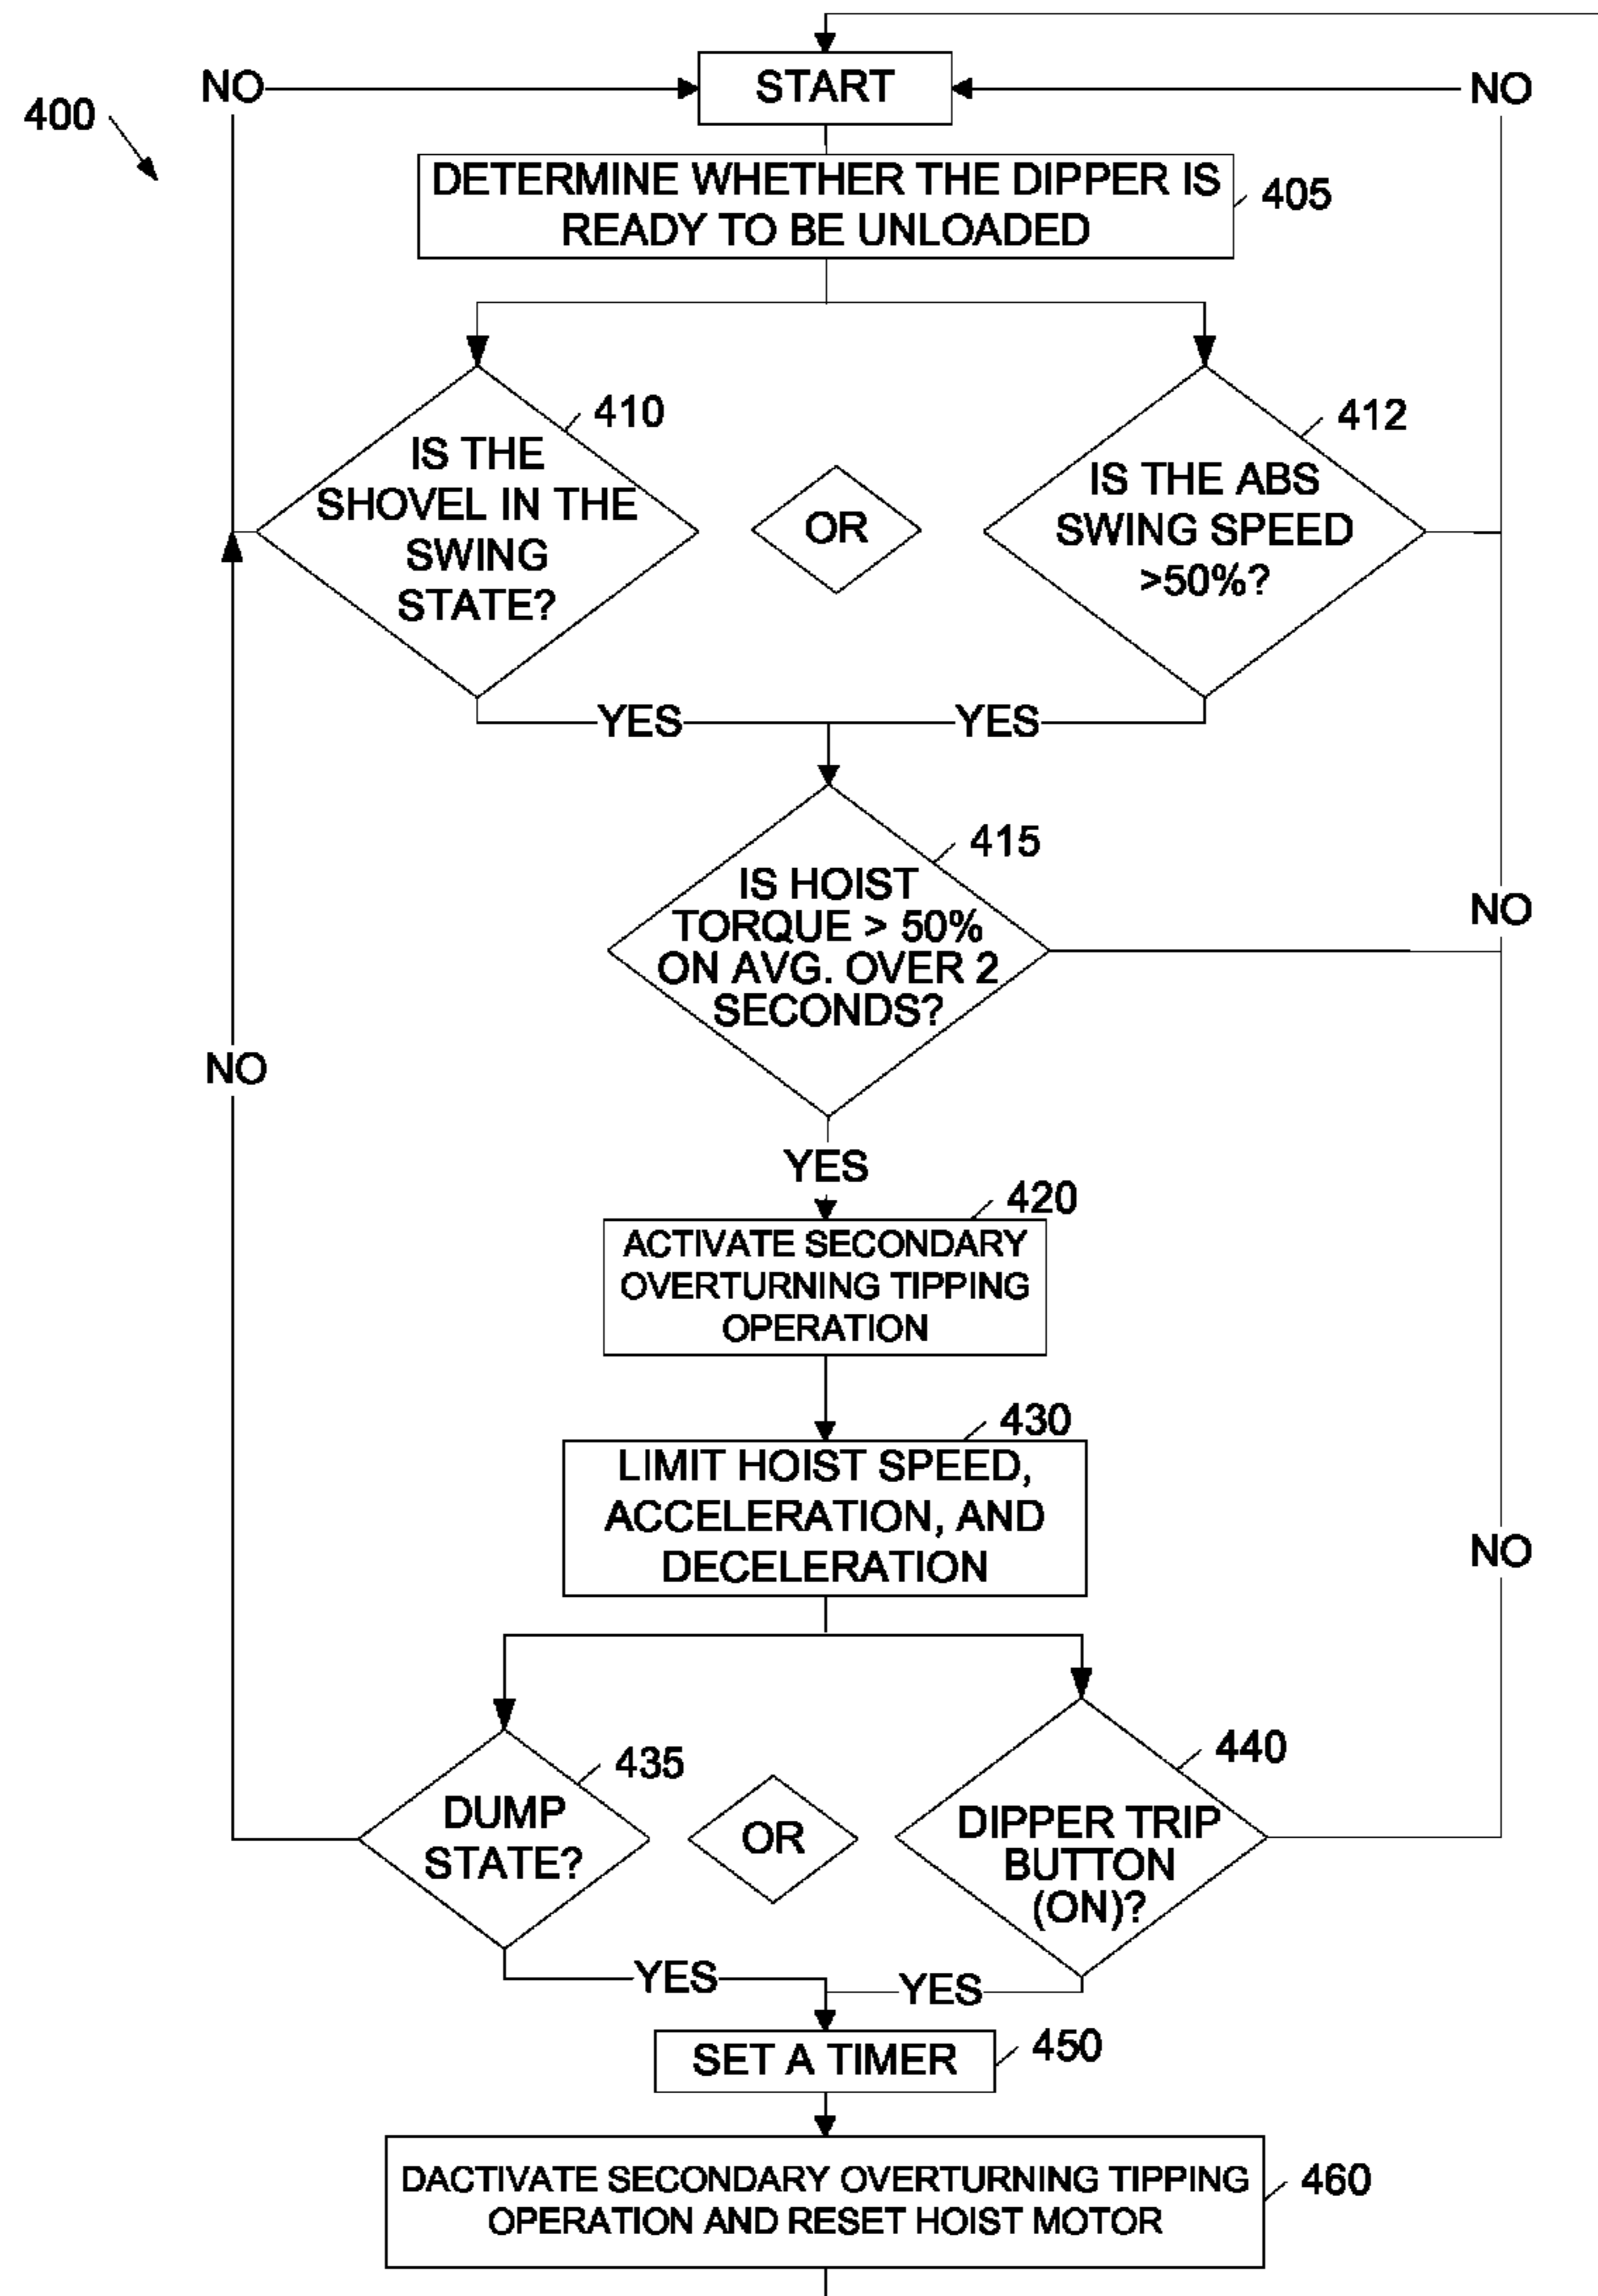 NO
START
NO
400
DETERMINE WHETHER THE DIPPER IS
READY TO BE UNLOADED
405
410
IS THE
SHOVEL IN THE
SWING
STATE?
OR
412
IS THE ABS
SWING SPEED
>50%?
YES
YES
415
IS HOIST
TORQUE > 50%
ON AVG. OVER 2
SECONDS?
NO
NO
YES
420
ACTIVATE SECONDARY
OVERTURNING TIPPING
OPERATION
430
LIMIT HOIST SPEED,
ACCELERATION, AND
DECELERATION
NO
435
DUMP
STATE?
OR
440
DIPPER TRIP
BUTTON
(ON)?
YES
YES
SET A TIMER
450
DACTIVATE SECONDARY OVERTURNING TIPPING
OPERATION AND RESET HOIST MOTOR
460